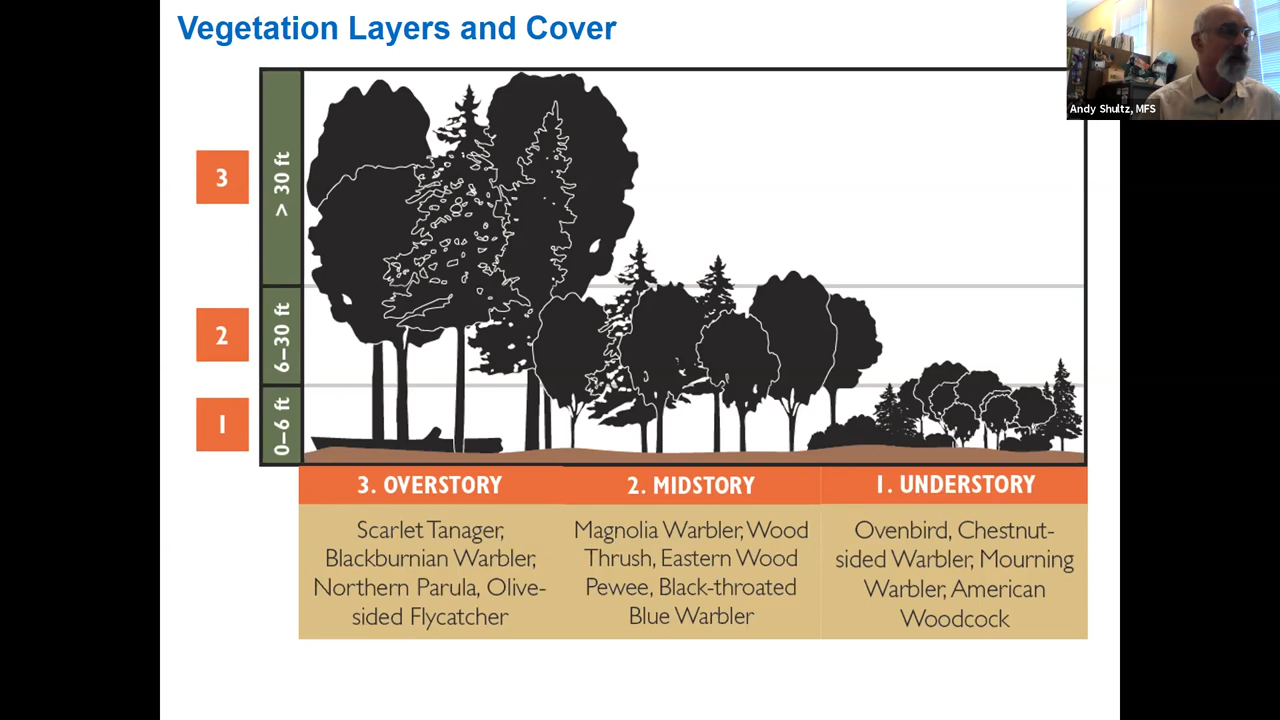 Vegetation Layers and Cover
Andy Shultz, MFS
3
> 30 ft
2
6–30 ft
1
0–6 ft
3. OVERSTORY
2. MIDSTORY
1. UNDERSTORY
Scarlet Tanager,
Blackburnian Warbler,
Northern Parula, Olive-
sided Flycatcher
Magnolia Warbler, Wood
Thrush, Eastern Wood
Pewee, Black-throated
Blue Warbler
Ovenbird, Chestnut-
sided Warbler, Mourning
Warbler, American
Woodcock